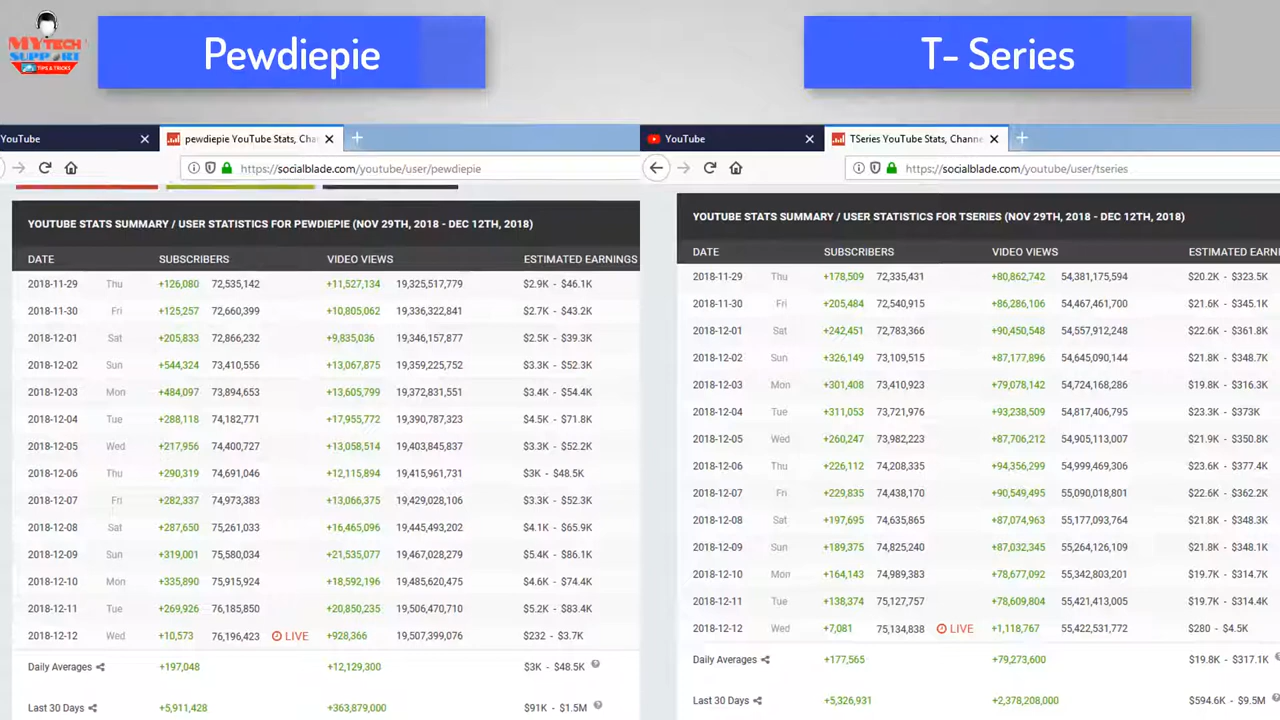 MYTECH
SUPPORT
TIPS & TRICKS
Pewdiepie
T- Series
YouTube
pewdiepie YouTube Stats, Cha
YouTube
TSeries YouTube Stats, Channe
https://socialblade.com/youtube/user/pewdiepie
https://socialblade.com/youtube/user/tseries
YOUTUBE STATS SUMMARY / USER STATISTICS FOR PEWDIEPIE (NOV 29TH, 2018 - DEC 12TH, 2018)
DATE SUBSCRIBERS VIDEO VIEWS ESTIMATED EARNINGS
2018-11-29 Thu +126,080 72,535,142 +11,527,134 19,325,517,779 $2.9K - $46.1K
2018-11-30 Fri +125,257 72,660,399 +10,805,062 19,336,322,841 $2.7K - $43.2K
2018-12-01 Sat +205,833 72,866,232 +9,835,036 19,346,157,877 $2.5K - $39.3K
2018-12-02 Sun +544,324 73,410,556 +13,067,875 19,359,225,752 $3.3K - $52.3K
2018-12-03 Mon +484,097 73,894,653 +13,605,799 19,372,831,551 $3.4K - $54.4K
2018-12-04 Tue +288,118 74,182,771 +17,955,772 19,390,787,323 $4.5K - $71.8K
2018-12-05 Wed +217,956 74,400,727 +13,058,514 19,403,845,837 $3.3K - $52.2K
2018-12-06 Thu +290,319 74,691,046 +12,115,894 19,415,961,731 $3K - $48.5K
2018-12-07 Fri +282,337 74,973,383 +13,066,375 19,429,028,106 $3.3K - $52.3K
2018-12-08 Sat +287,650 75,261,033 +16,465,096 19,445,493,202 $4.1K - $65.9K
2018-12-09 Sun +319,001 75,580,034 +21,535,077 19,467,028,279 $5.4K - $86.1K
2018-12-10 Mon +335,890 75,915,924 +18,592,196 19,485,620,475 $4.6K - $74.4K
2018-12-11 Tue +269,926 76,185,850 +20,850,235 19,506,470,710 $5.2K - $83.4K
2018-12-12 Wed +10,573 76,196,423 LIVE +928,366 19,507,399,076 $232 - $3.7K
Daily Averages +197,048 +12,129,300 $3K - $48.5K
Last 30 Days +5,911,428 +363,879,000 $91K - $1.5M
YOUTUBE STATS SUMMARY / USER STATISTICS FOR TSERIES (NOV 29TH, 2018 - DEC 12TH, 2018)
DATE SUBSCRIBERS VIDEO VIEWS ESTIMATED EARNI
2018-11-29 Thu +178,509 72,335,431 +80,862,742 54,381,175,594 $20.2K - $323.5K
2018-11-30 Fri +205,484 72,540,915 +86,286,106 54,467,461,700 $21.6K - $345.1K
2018-12-01 Sat +242,451 72,783,366 +90,450,548 54,557,912,248 $22.6K - $361.8K
2018-12-02 Sun +326,149 73,109,515 +87,177,896 54,645,090,144 $21.8K - $348.7K
2018-12-03 Mon +301,408 73,410,923 +79,078,142 54,724,168,286 $19.8K - $316.3K
2018-12-04 Tue +311,053 73,721,976 +93,238,509 54,817,406,795 $23.3K - $373K
2018-12-05 Wed +260,247 73,982,223 +87,706,212 54,905,113,007 $21.9K - $350.8K
2018-12-06 Thu +226,112 74,208,335 +94,356,299 54,999,469,306 $23.6K - $377.4K
2018-12-07 Fri +229,835 74,438,170 +90,549,495 55,090,018,801 $22.6K - $362.2K
2018-12-08 Sat +197,695 74,635,865 +87,074,963 55,177,093,764 $21.8K - $348.3K
2018-12-09 Sun +189,375 74,825,240 +87,032,345 55,264,126,109 $21.8K - $348.1K
2018-12-10 Mon +164,143 74,989,383 +78,677,092 55,342,803,201 $19.7K - $314.7K
2018-12-11 Tue +138,374 75,127,757 +78,609,804 55,421,413,005 $19.7K - $314.4K
2018-12-12 Wed +7,081 75,134,838 LIVE +1,118,767 55,422,531,772 $280 - $4.5K
Daily Averages +177,565 +79,273,600 $19.8K - $317.1K
Last 30 Days +5,326,931 +2,378,208,000 $594.6K - $9.5M